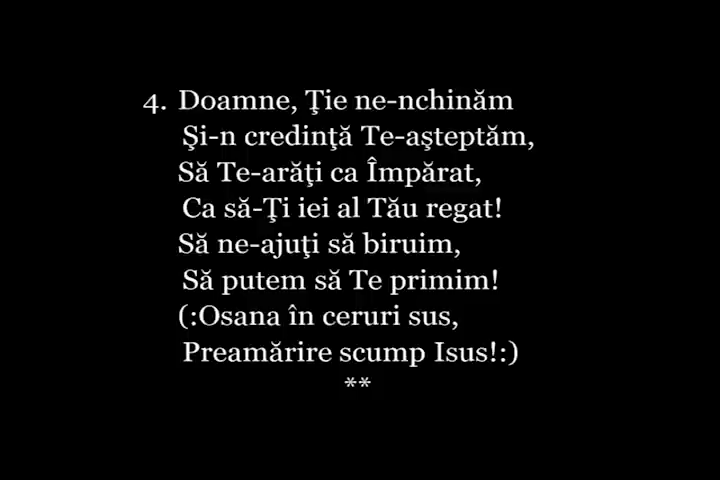 4. Doamne, Ţie ne-nchinăm
Şi-n credinţă Te-aşteptăm,
Să Te-arăţi ca Împărat,
Ca să-Ţi iei al Tău regat!
Să ne-ajuţi să biruim,
Să putem să Te primim!
(:Osana în ceruri sus,
Preamărire scump Isus!:)
**